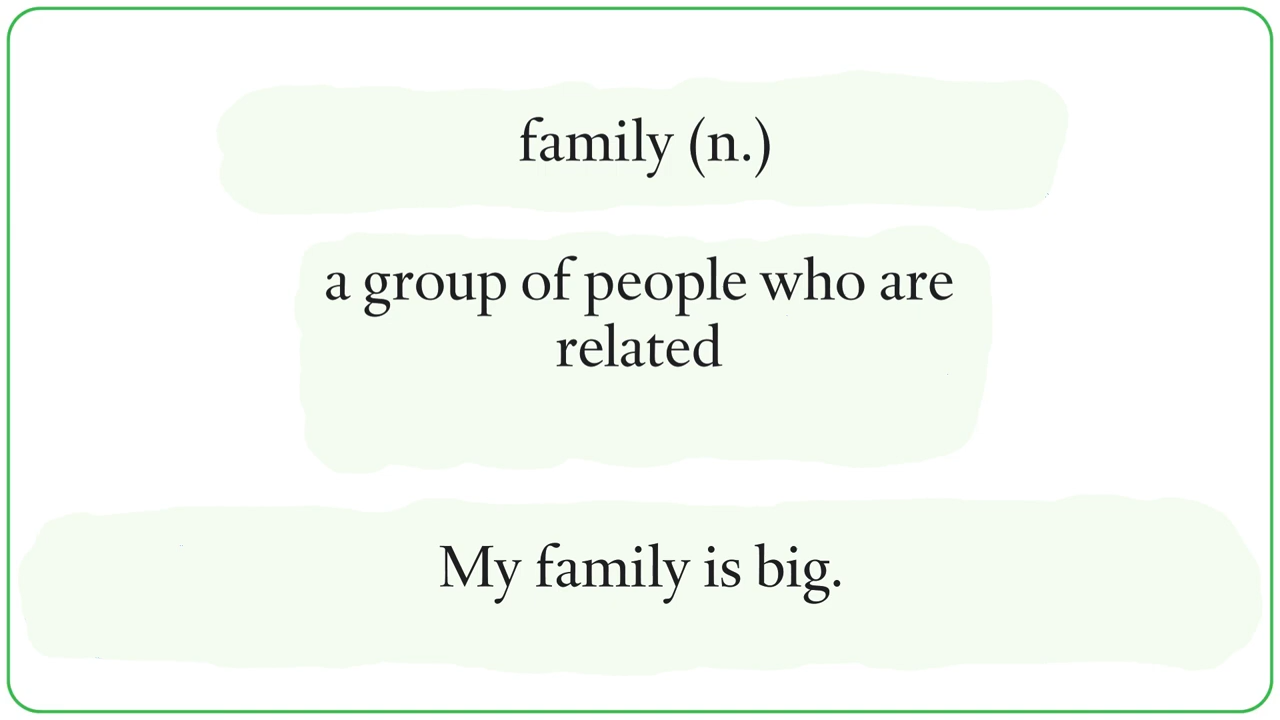 family (n.)
a group of people who are
related
My family is big.